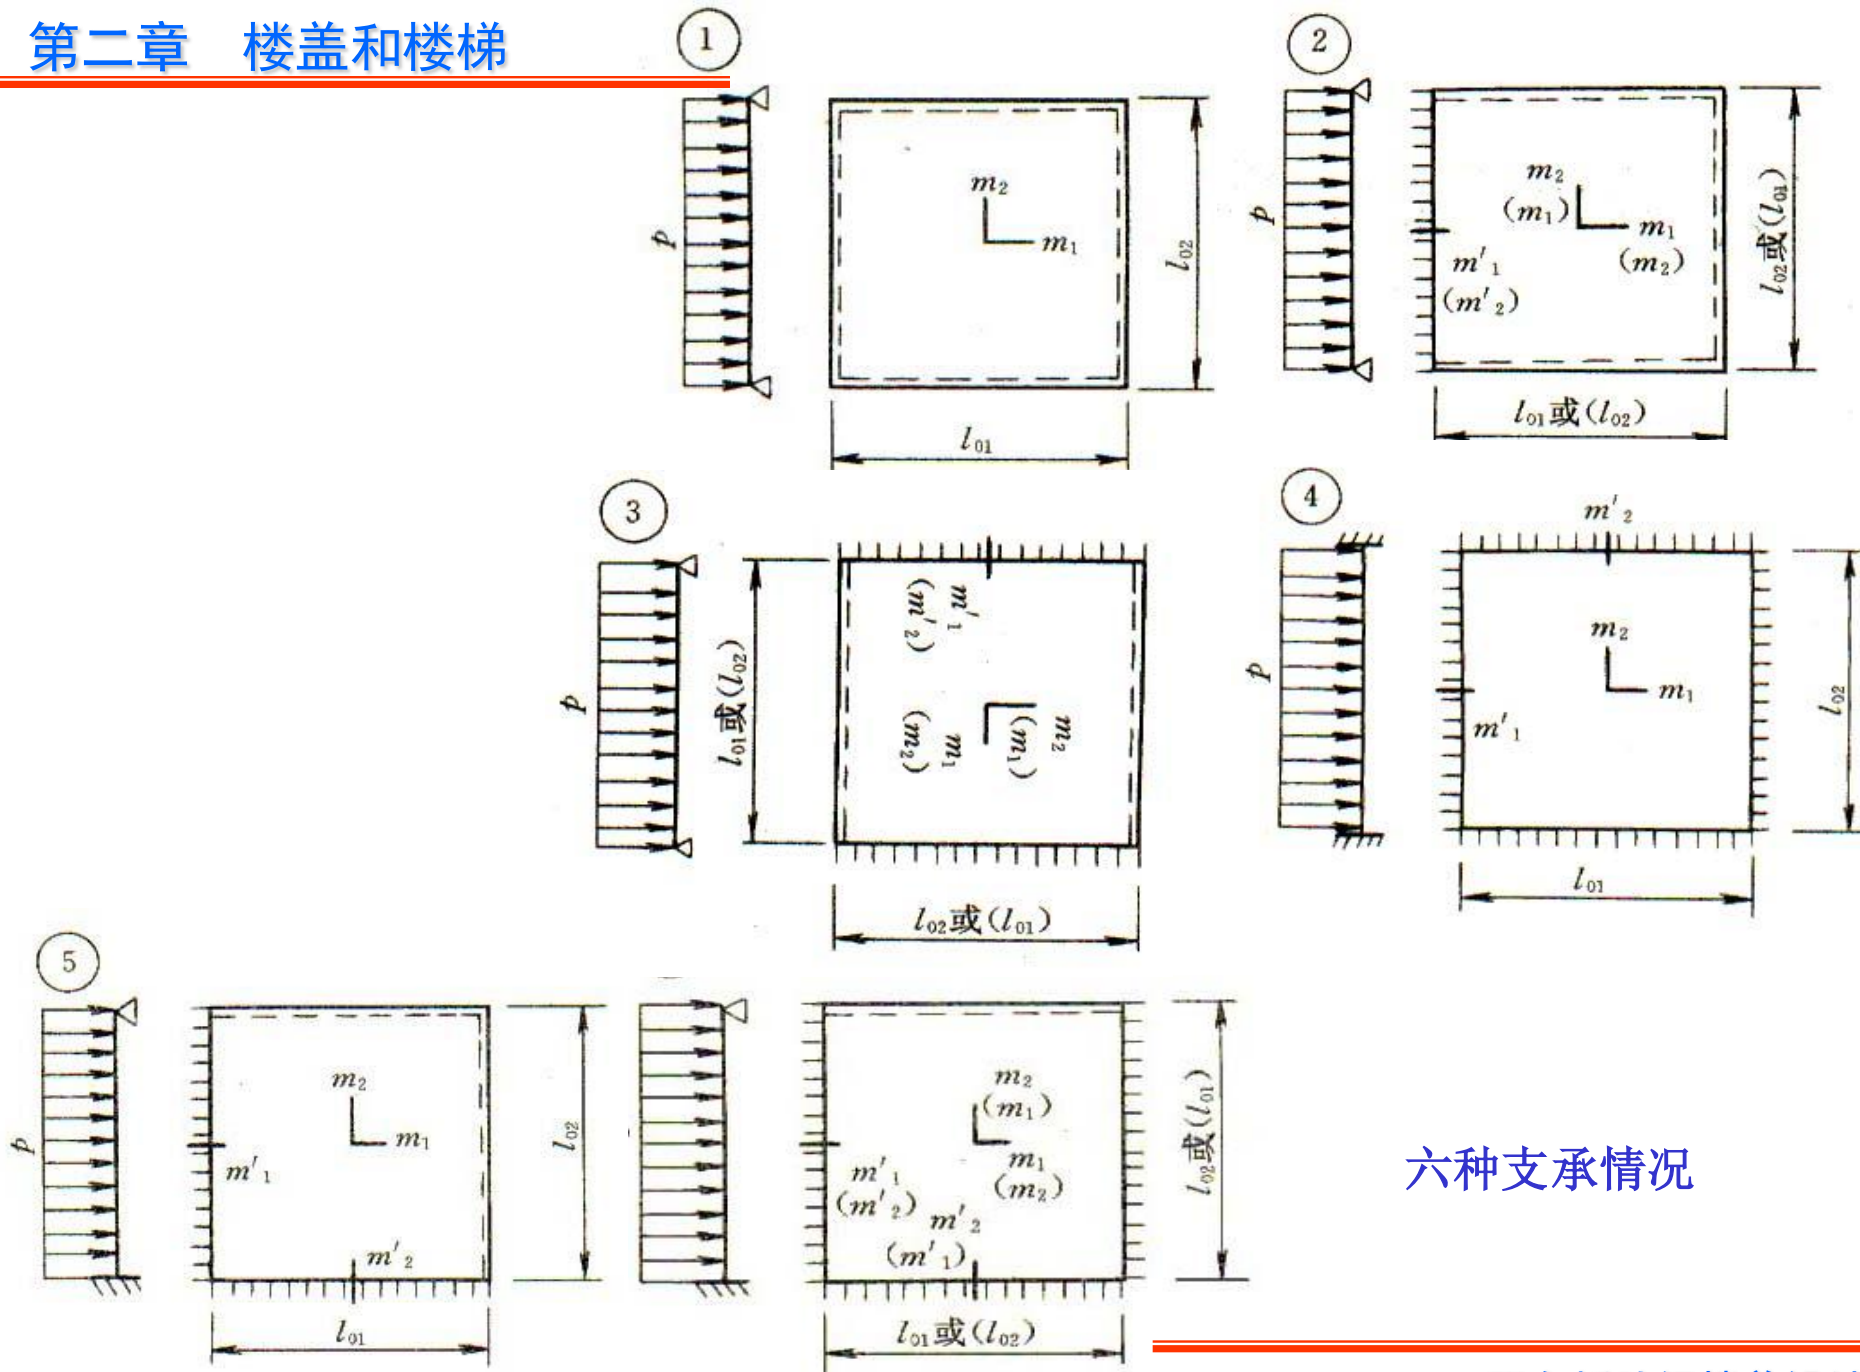 第二章 楼盖和楼梯
①
p
m₂
m₁
l₀₂
l₀₁
②
p
m₂
(m₁)
m₁
(m₂)
m′₁
(m′₂)
l₀₂或(l₀₁)
l₀₁或(l₀₂)
③
p
l₀₁或(l₀₂)
m′₁
(m′₂)
m₁
(m₂)
m₂
(m₁)
l₀₂或(l₀₁)
④
p
m′₂
m₂
m₁
m′₁
l₀₂
l₀₁
⑤
p
m₂
m₁
m′₁
m′₂
l₀₂
l₀₁
m₂
(m₁)
m₁
(m₂)
m′₁
(m′₂)
m′₂
(m′₁)
l₀₂或(l₀₁)
l₀₁或(l₀₂)
六种支承情况